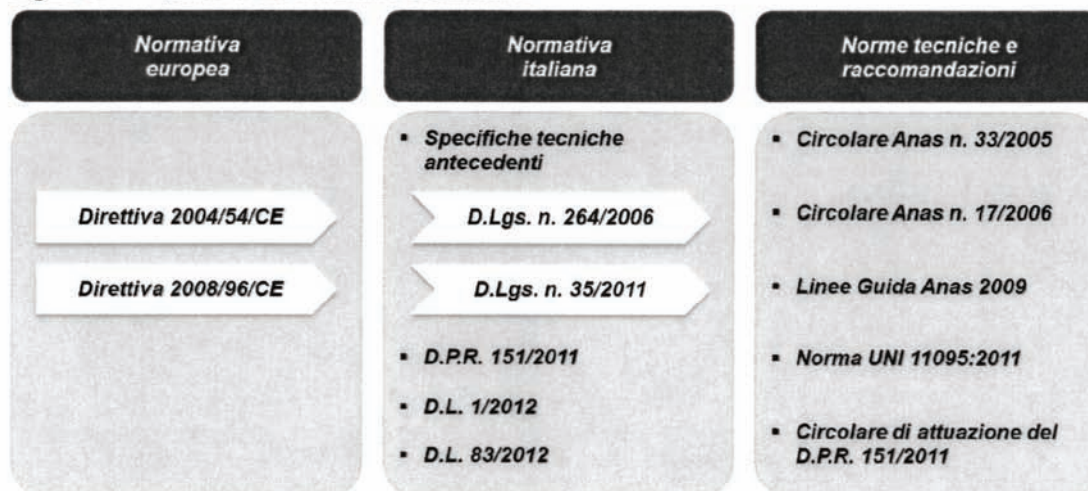 Normativa
europea
Direttiva 2004/54/CE
Direttiva 2008/96/CE
Normativa
italiana
▪ Specifiche tecniche
antecedenti
D.Lgs. n. 264/2006
D.Lgs. n. 35/2011
▪ D.P.R. 151/2011
▪ D.L. 1/2012
▪ D.L. 83/2012
Norme tecniche e
raccomandazioni
▪ Circolare Anas n. 33/2005
▪ Circolare Anas n. 17/2006
▪ Linee Guida Anas 2009
▪ Norma UNI 11095:2011
▪ Circolare di attuazione del
D.P.R. 151/2011